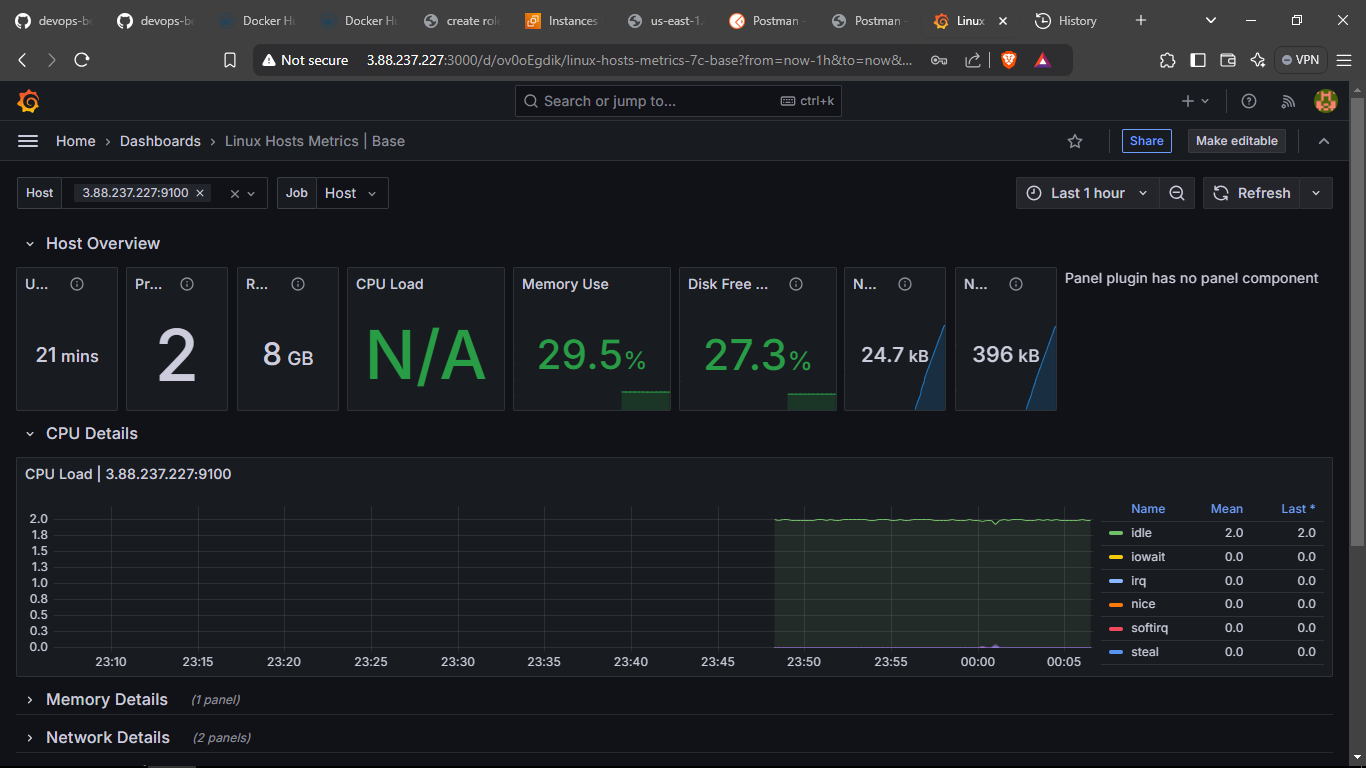 devops-b
devops-b
Docker H
Docker H
create rol
Instances
us-east-1.
Postman
Postman
Linux
History
Not secure 3.88.237.227:3000/d/ov0oEgdik/linux-hosts-metrics-7c-base?from=now-1h&to=now&...
VPN
Search or jump to... ctrl+k
Home › Dashboards › Linux Hosts Metrics | Base
Share
Make editable
Host 3.88.237.227:9100
Job Host
Last 1 hour
Refresh
Host Overview
U...
21 mins
Pr...
2
R...
8 GB
CPU Load
N/A
Memory Use
29.5%
Disk Free ...
27.3%
N...
24.7 kB
N...
396 kB
Panel plugin has no panel component
CPU Details
CPU Load | 3.88.237.227:9100
2.0
1.8
1.5
1.3
1.0
0.8
0.5
0.3
0.0
23:10 23:15 23:20 23:25 23:30 23:35 23:40 23:45 23:50 23:55 00:00 00:05
Name Mean Last *
idle 2.0 2.0
iowait 0.0 0.0
irq 0.0 0.0
nice 0.0 0.0
softirq 0.0 0.0
steal 0.0 0.0
Memory Details (1 panel)
Network Details (2 panels)